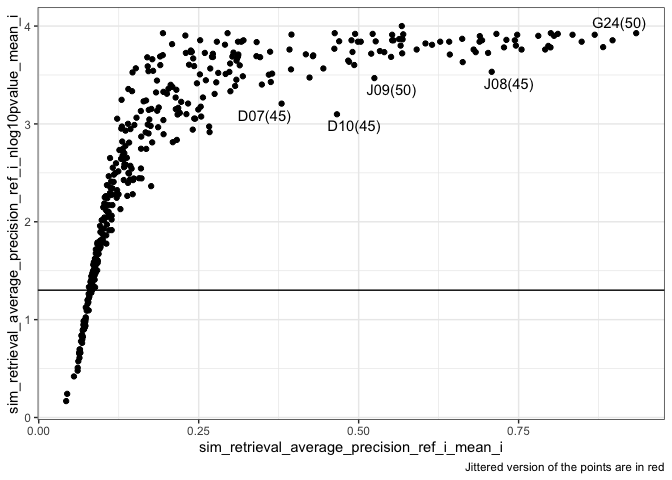 sim_retrieval_average_precision_ref_i_nlog10pvalue_mean_i
4
3
2
1
0
G24(50)
J09(50)
J08(45)
D07(45)
D10(45)
0.00
0.25
0.50
0.75
sim_retrieval_average_precision_ref_i_mean_i
Jittered version of the points are in red